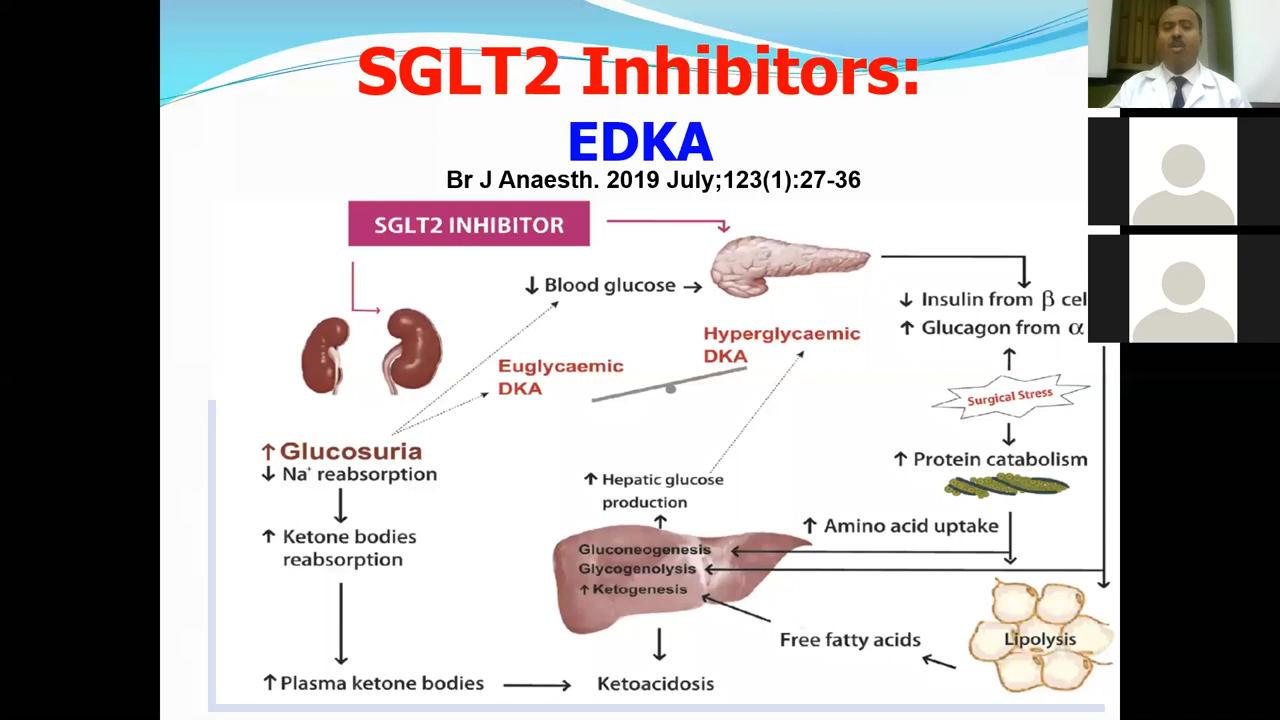 SGLT2 Inhibitors:
EDKA
Br J Anaesth. 2019 July;123(1):27-36
SGLT2 INHIBITOR
↓ Blood glucose →
↓ Insulin from β cel
↑ Glucagon from α
Hyperglycaemic
DKA
Euglycaemic
DKA
Surgical Stress
↑ Glucosuria
↓ Na⁺ reabsorption
↑ Protein catabolism
↑ Hepatic glucose
production
↑ Ketone bodies
reabsorption
↑ Amino acid uptake
Gluconeogenesis
Glycogenolysis
↑ Ketogenesis
Free fatty acids
Lipolysis
↑ Plasma ketone bodies
Ketoacidosis